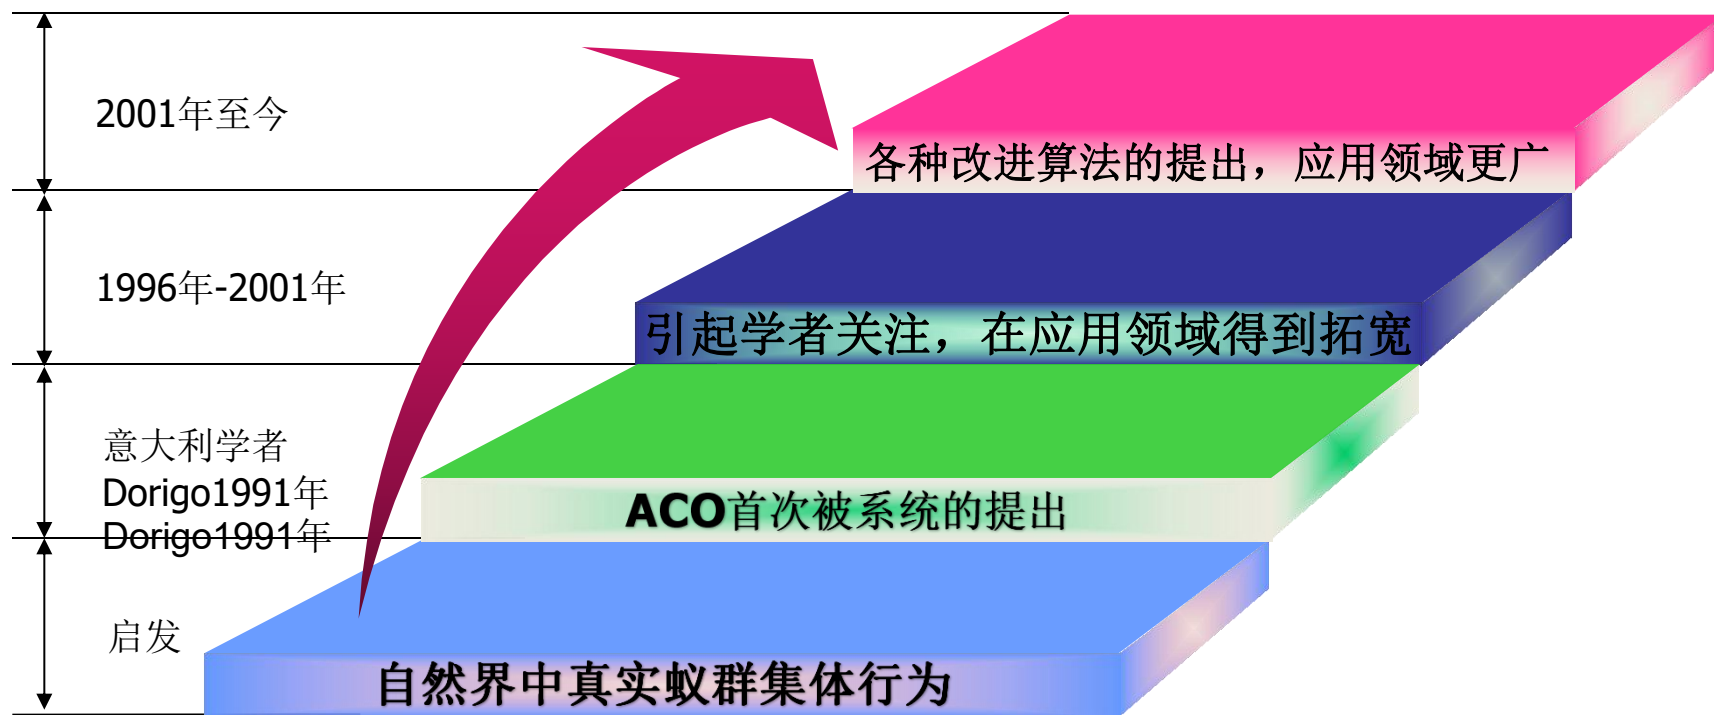 2001年至今
各种改进算法的提出，应用领域更广
1996年-2001年
引起学者关注，在应用领域得到拓宽
意大利学者
Dorigo1991年
Dorigo1991年
ACO首次被系统的提出
启发
自然界中真实蚁群集体行为